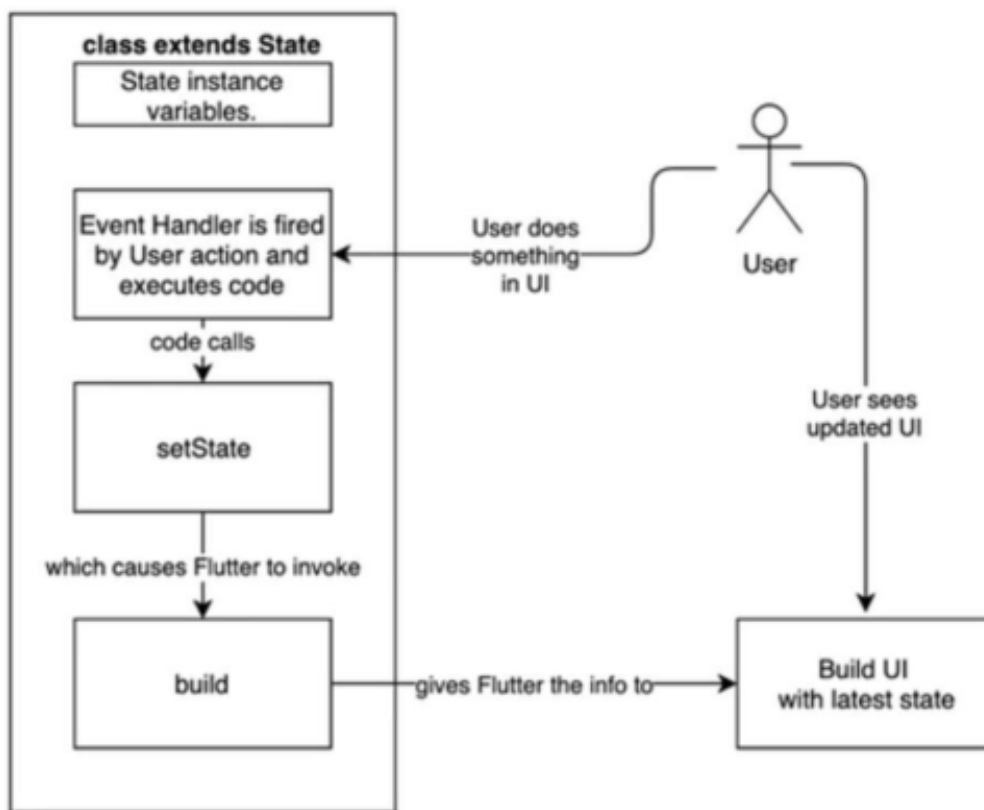 class extends State
State instance
variables.
Event Handler is fired
by User action and
executes code
User does
something
in UI
User
code calls
setState
User sees
updated UI
which causes Flutter to invoke
build
gives Flutter the info to
Build UI
with latest state